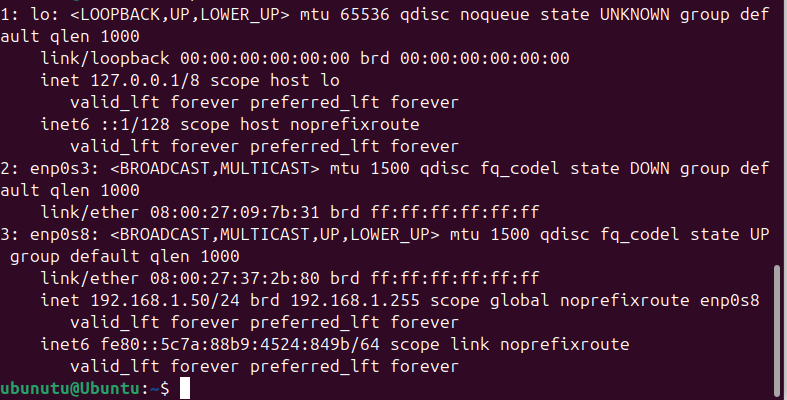 1: lo: <LOOPBACK,UP,LOWER_UP> mtu 65536 qdisc noqueue state UNKNOWN group def
ault qlen 1000
    link/loopback 00:00:00:00:00:00 brd 00:00:00:00:00:00
    inet 127.0.0.1/8 scope host lo
       valid_lft forever preferred_lft forever
    inet6 ::1/128 scope host noprefixroute
       valid_lft forever preferred_lft forever
2: enp0s3: <BROADCAST,MULTICAST> mtu 1500 qdisc fq_codel state DOWN group def
ault qlen 1000
    link/ether 08:00:27:09:7b:31 brd ff:ff:ff:ff:ff:ff
3: enp0s8: <BROADCAST,MULTICAST,UP,LOWER_UP> mtu 1500 qdisc fq_codel state UP
 group default qlen 1000
    link/ether 08:00:27:37:2b:80 brd ff:ff:ff:ff:ff:ff
    inet 192.168.1.50/24 brd 192.168.1.255 scope global noprefixroute enp0s8
       valid_lft forever preferred_lft forever
    inet6 fe80::5c7a:88b9:4524:849b/64 scope link noprefixroute
       valid_lft forever preferred_lft forever
ubunutu@Ubuntu:~$